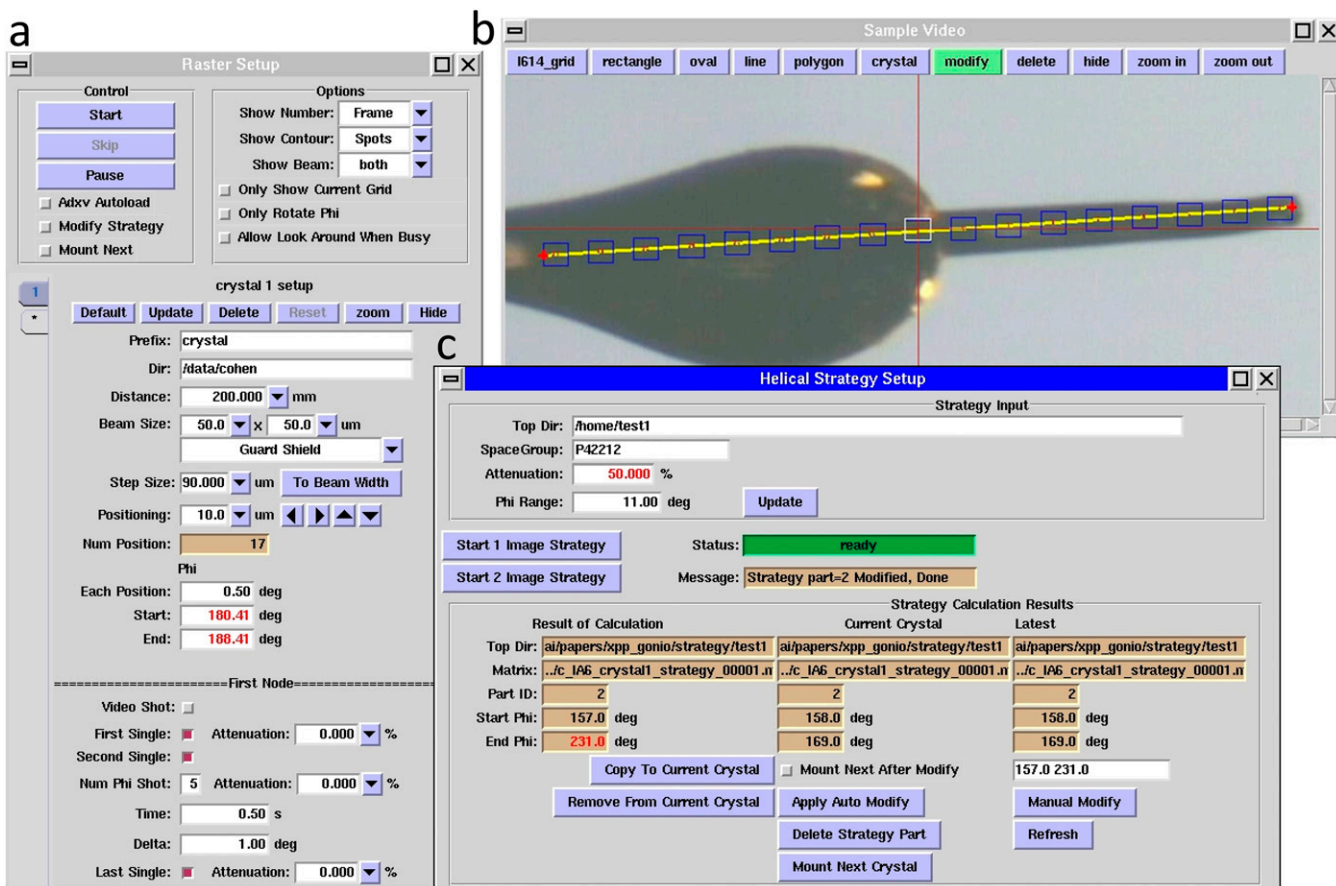 a
Raster Setup
Control
Start
Skip
Pause
Adxv Autoload
Modify Strategy
Mount Next
Options
Show Number: Frame
Show Contour: Spots
Show Beam: both
Only Show Current Grid
Only Rotate Phi
Allow Look Around When Busy
1
*
crystal 1 setup
Default Update Delete Reset zoom Hide
Prefix: crystal
Dir: /data/cohen
Distance: 200.000 mm
Beam Size: 50.0 x 50.0 um
Guard Shield
Step Size: 90.000 um To Beam Width
Positioning: 10.0 um
Num Position: 17
Phi
Each Position: 0.50 deg
Start: 180.41 deg
End: 188.41 deg
First Node
Video Shot:
First Single: Attenuation: 0.000 %
Second Single:
Num Phi Shot: 5 Attenuation: 0.000 %
Time: 0.50 s
Delta: 1.00 deg
Last Single: Attenuation: 0.000 %
b
Sample Video
l614_grid rectangle oval line polygon crystal modify delete hide zoom in zoom out
c
Helical Strategy Setup
Strategy Input
Top Dir: /home/test1
SpaceGroup: P42212
Attenuation: 50.000 %
Phi Range: 11.00 deg Update
Start 1 Image Strategy Status: ready
Start 2 Image Strategy Message: Strategy part=2 Modified, Done
Strategy Calculation Results
Result of Calculation Current Crystal Latest
Top Dir: ai/papers/xpp_gonio/strategy/test1 ai/papers/xpp_gonio/strategy/test1 ai/papers/xpp_gonio/strategy/test1
Matrix: ../c_IA6_crystal1_strategy_00001.n ../c_IA6_crystal1_strategy_00001.n ../c_IA6_crystal1_strategy_00001.n
Part ID: 2 2 2
Start Phi: 157.0 deg 158.0 deg 158.0 deg
End Phi: 231.0 deg 169.0 deg 169.0 deg
Copy To Current Crystal Mount Next After Modify 157.0 231.0
Remove From Current Crystal Apply Auto Modify Manual Modify
Delete Strategy Part Refresh
Mount Next Crystal